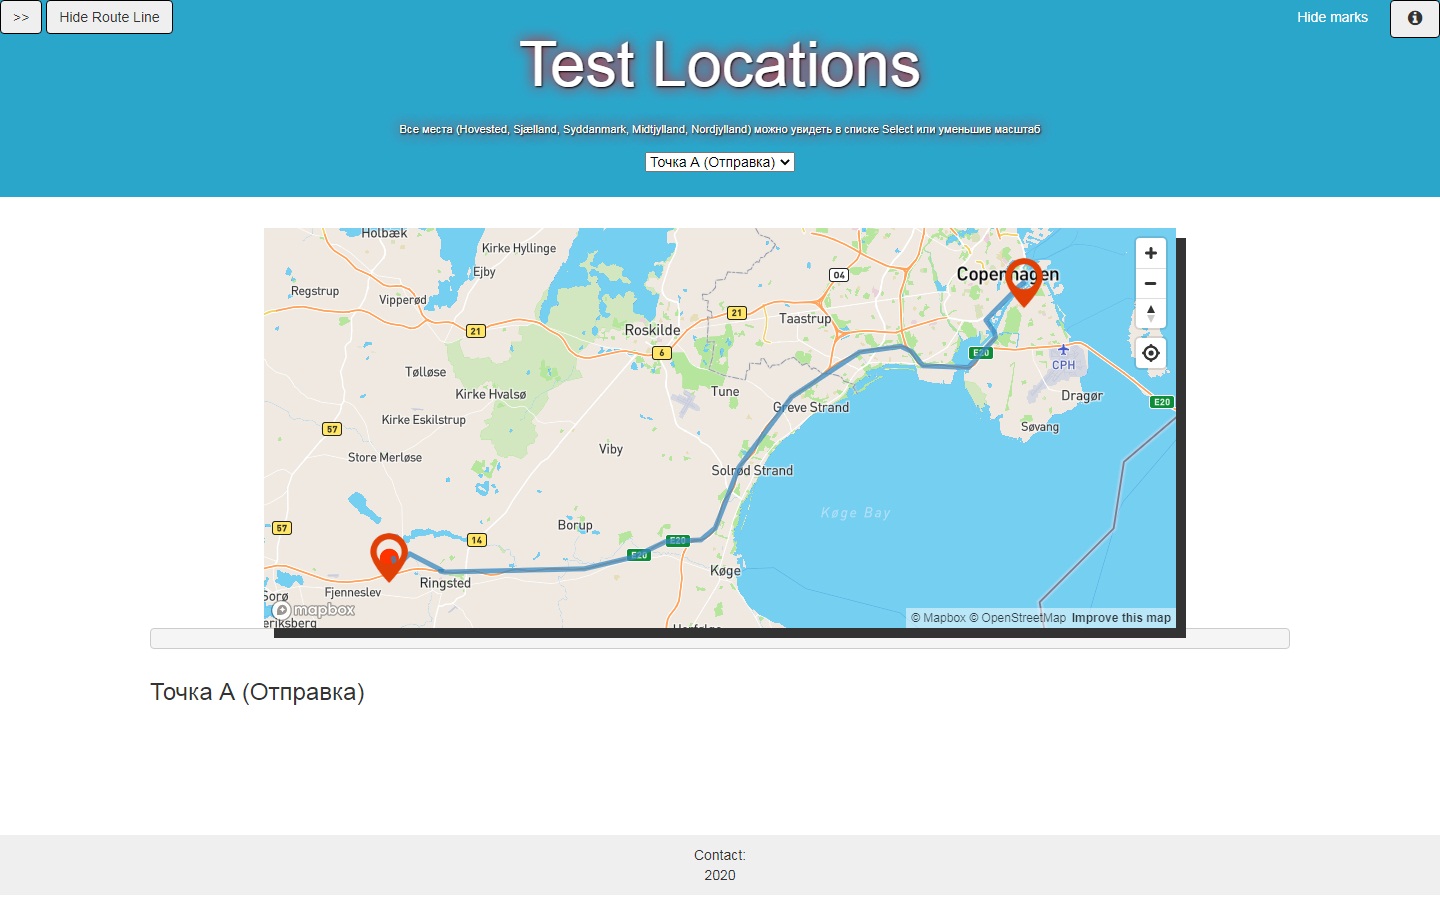 >>
Hide Route Line
Hide marks
Test Locations
Все места (Hovested, Sjælland, Syddanmark, Midtjylland, Nordjylland) можно увидеть в списке Select или уменьшив масштаб
Точка A (Отправка)
Holbæk
Kirke Hyllinge
Ejby
Regstrup
Vipperød
21
Roskilde
6
21
Taastrup
04
Copenhagen
E20
CPH
Dragør
E20
Søvang
Tølløse
Kirke Hvalsø
Tune
Greve Strand
Kirke Eskilstrup
57
Store Merløse
Viby
Solrød Strand
Køge Bay
57
Borup
14
E20
E20
Køge
Ringsted
Fjenneslev
Sorø
mapbox
© Mapbox © OpenStreetMap Improve this map
Точка A (Отправка)
Contact:
2020